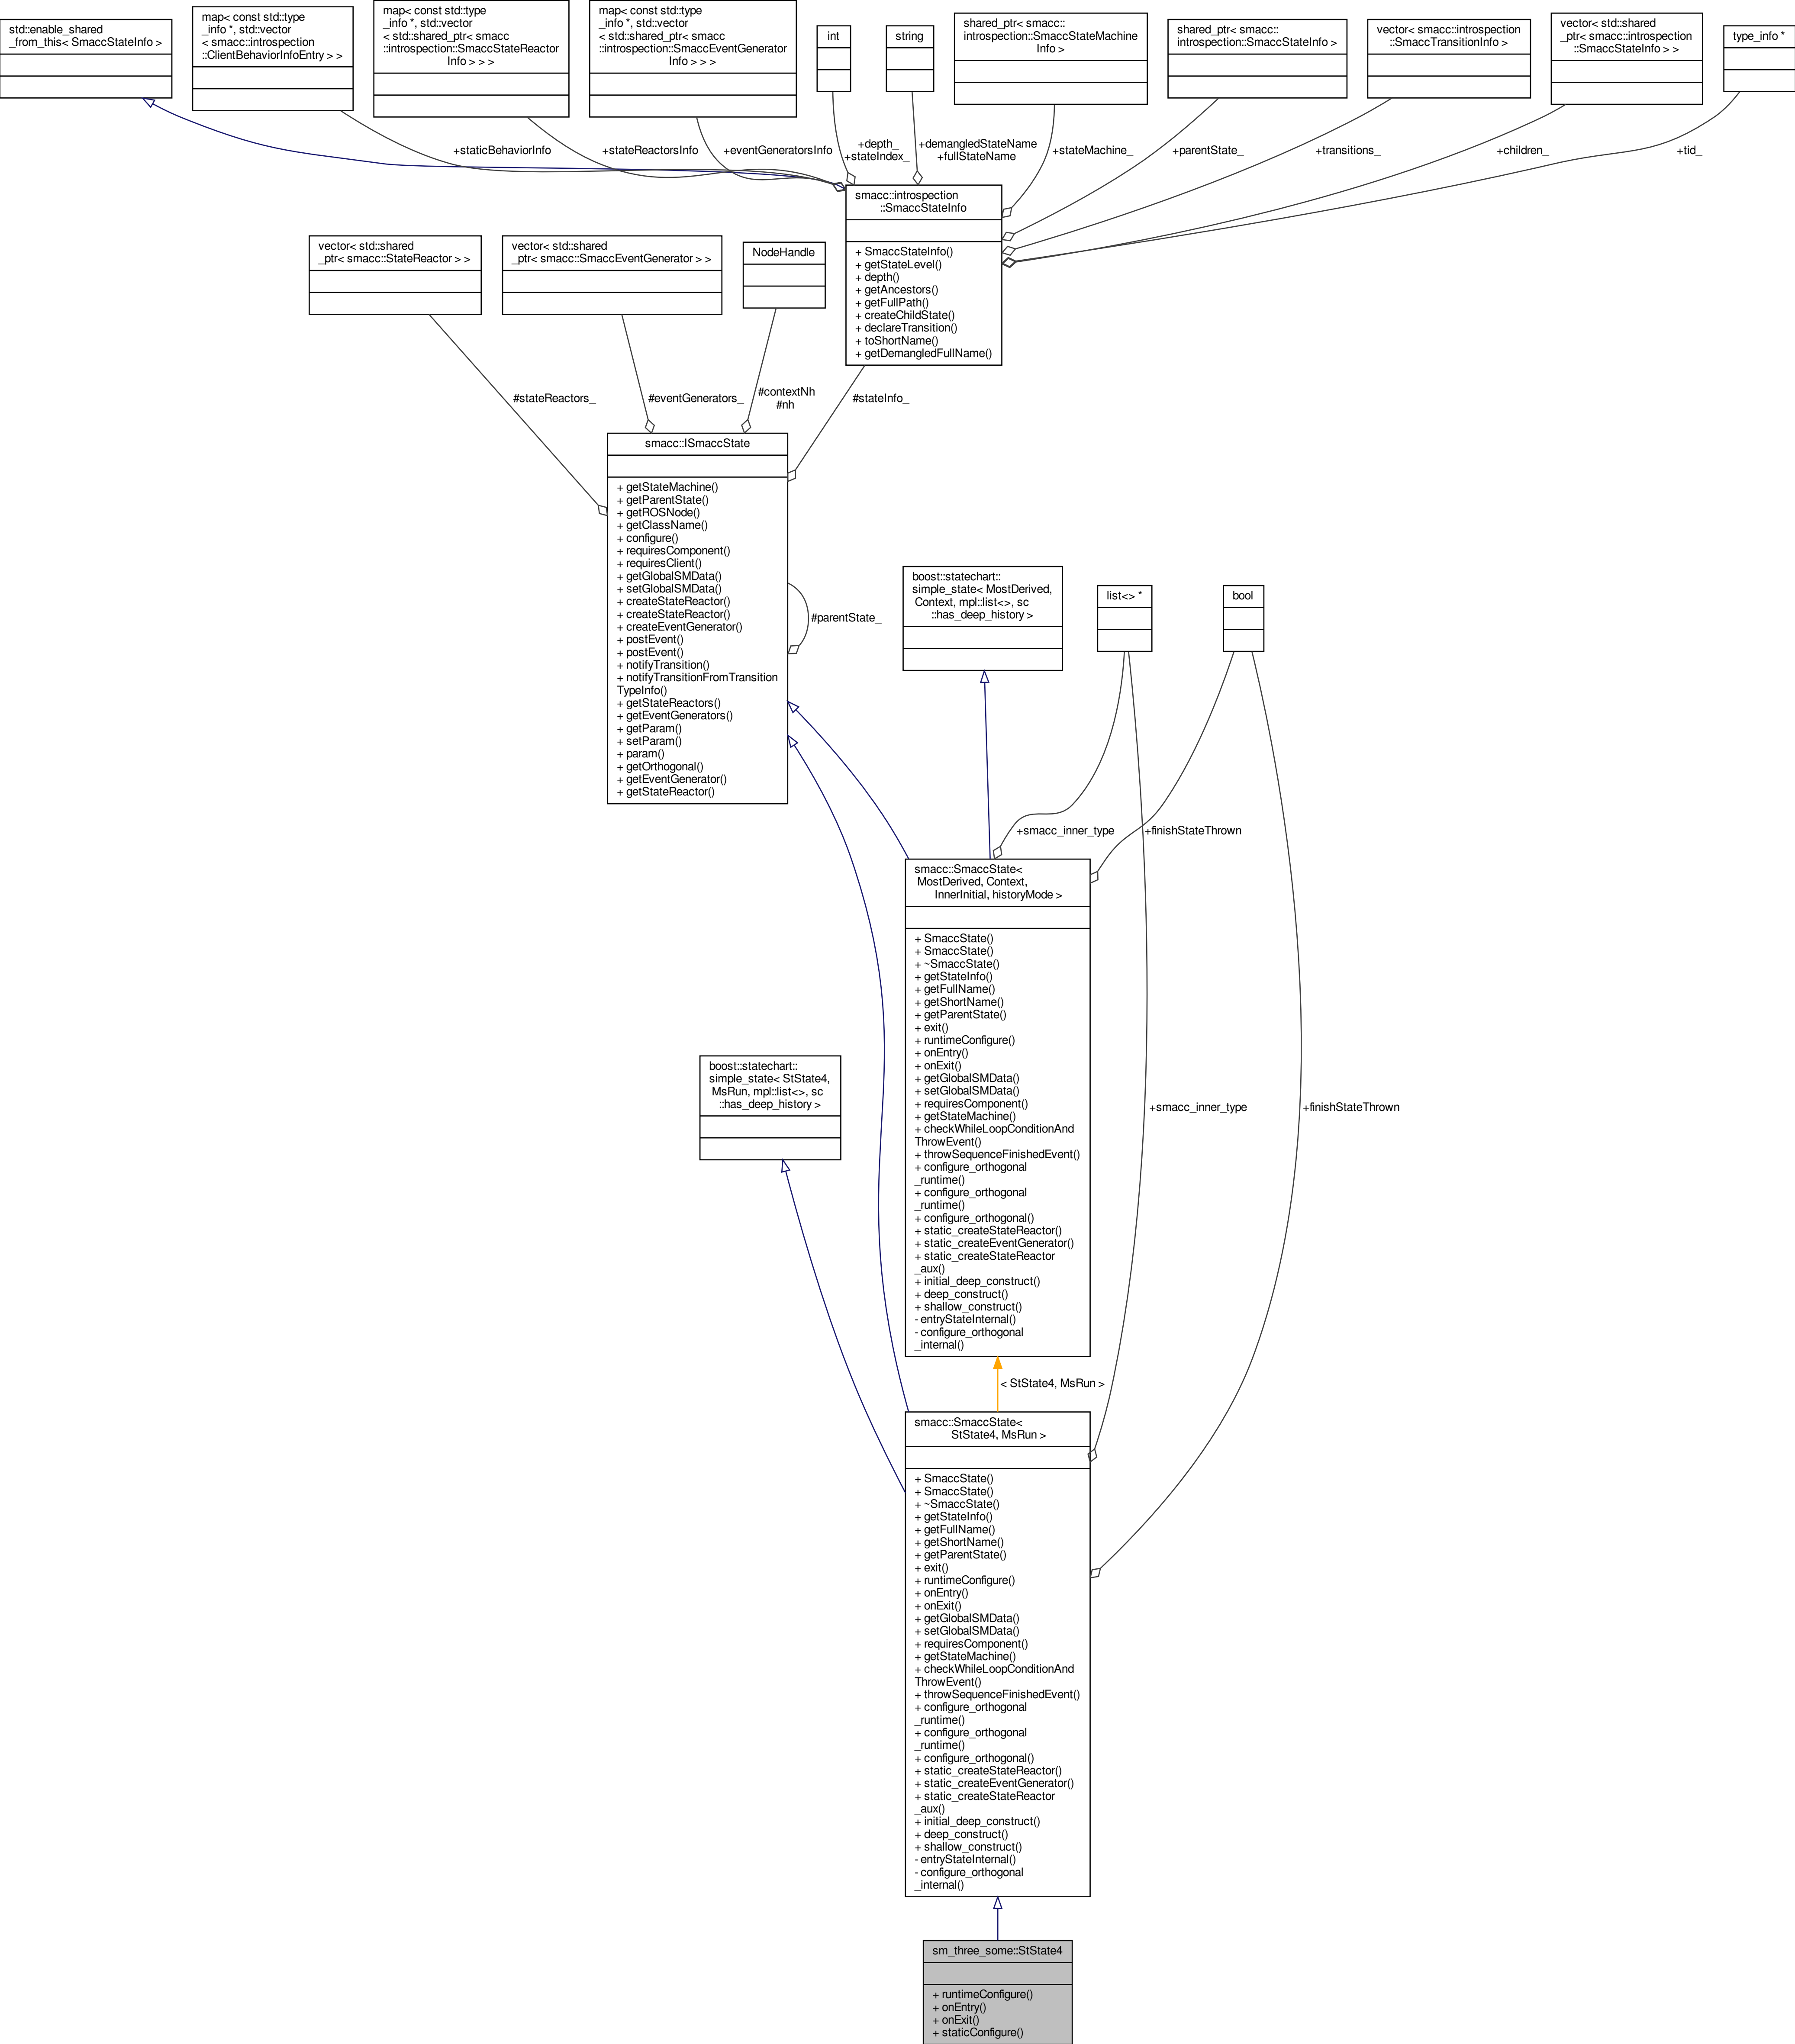 std::enable_shared
_from_this< SmaccStateInfo >
map< const std::type
_info *, std::vector
< smacc::introspection
::ClientBehaviorInfoEntry > >
map< const std::type
_info *, std::vector
< std::shared_ptr< smacc
::introspection::SmaccStateReactor
Info > > >
map< const std::type
_info *, std::vector
< std::shared_ptr< smacc
::introspection::SmaccEventGenerator
Info > > >
int
string
shared_ptr< smacc::
introspection::SmaccStateMachine
Info >
shared_ptr< smacc::
introspection::SmaccStateInfo >
vector< smacc::introspection
::SmaccTransitionInfo >
vector< std::shared
_ptr< smacc::introspection
::SmaccStateInfo > >
type_info *
+staticBehaviorInfo
+stateReactorsInfo
+eventGeneratorsInfo
+depth_
+stateIndex_
+demangledStateName
+fullStateName
+stateMachine_
+parentState_
+transitions_
+children_
+tid_
smacc::introspection
::SmaccStateInfo
+ SmaccStateInfo()
+ getStateLevel()
+ depth()
+ getAncestors()
+ getFullPath()
+ createChildState()
+ declareTransition()
+ toShortName()
+ getDemangledFullName()
vector< std::shared
_ptr< smacc::StateReactor > >
vector< std::shared
_ptr< smacc::SmaccEventGenerator > >
NodeHandle
#stateReactors_
#eventGenerators_
#contextNh
#nh
#stateInfo_
smacc::ISmaccState
+ getStateMachine()
+ getParentState()
+ getROSNode()
+ getClassName()
+ configure()
+ requiresComponent()
+ requiresClient()
+ getGlobalSMData()
+ setGlobalSMData()
+ createStateReactor()
+ createStateReactor()
+ createEventGenerator()
+ postEvent()
+ postEvent()
+ notifyTransition()
+ notifyTransitionFromTransition
TypeInfo()
+ getStateReactors()
+ getEventGenerators()
+ getParam()
+ setParam()
+ param()
+ getOrthogonal()
+ getEventGenerator()
+ getStateReactor()
#parentState_
boost::statechart::
simple_state< MostDerived,
Context, mpl::list<>, sc
::has_deep_history >
list<> *
bool
+smacc_inner_type
+finishStateThrown
smacc::SmaccState<
MostDerived, Context,
InnerInitial, historyMode >
+ SmaccState()
+ SmaccState()
+ ~SmaccState()
+ getStateInfo()
+ getFullName()
+ getShortName()
+ getParentState()
+ exit()
+ runtimeConfigure()
+ onEntry()
+ onExit()
+ getGlobalSMData()
+ setGlobalSMData()
+ requiresComponent()
+ getStateMachine()
+ checkWhileLoopConditionAnd
ThrowEvent()
+ throwSequenceFinishedEvent()
+ configure_orthogonal
_runtime()
+ configure_orthogonal
_runtime()
+ configure_orthogonal()
+ static_createStateReactor()
+ static_createEventGenerator()
+ static_createStateReactor
_aux()
+ initial_deep_construct()
+ deep_construct()
+ shallow_construct()
- entryStateInternal()
- configure_orthogonal
_internal()
boost::statechart::
simple_state< StState4,
MsRun, mpl::list<>, sc
::has_deep_history >
+smacc_inner_type
+finishStateThrown
< StState4, MsRun >
smacc::SmaccState<
StState4, MsRun >
+ SmaccState()
+ SmaccState()
+ ~SmaccState()
+ getStateInfo()
+ getFullName()
+ getShortName()
+ getParentState()
+ exit()
+ runtimeConfigure()
+ onEntry()
+ onExit()
+ getGlobalSMData()
+ setGlobalSMData()
+ requiresComponent()
+ getStateMachine()
+ checkWhileLoopConditionAnd
ThrowEvent()
+ throwSequenceFinishedEvent()
+ configure_orthogonal
_runtime()
+ configure_orthogonal
_runtime()
+ configure_orthogonal()
+ static_createStateReactor()
+ static_createEventGenerator()
+ static_createStateReactor
_aux()
+ initial_deep_construct()
+ deep_construct()
+ shallow_construct()
- entryStateInternal()
- configure_orthogonal
_internal()
sm_three_some::StState4
+ runtimeConfigure()
+ onEntry()
+ onExit()
+ staticConfigure()